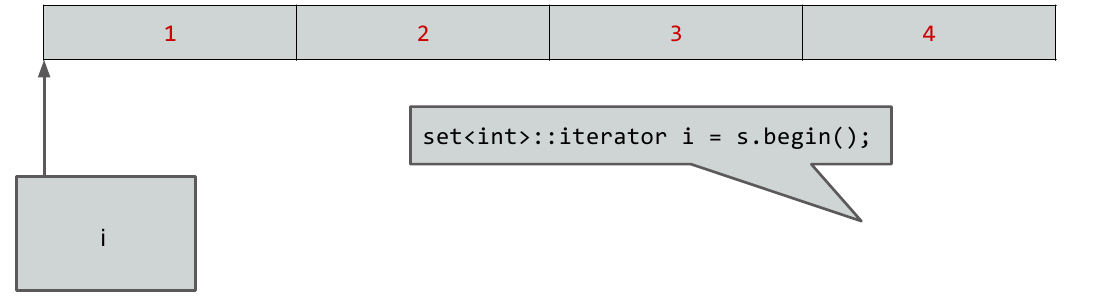 1 2 3 4
set<int>::iterator i = s.begin();
i